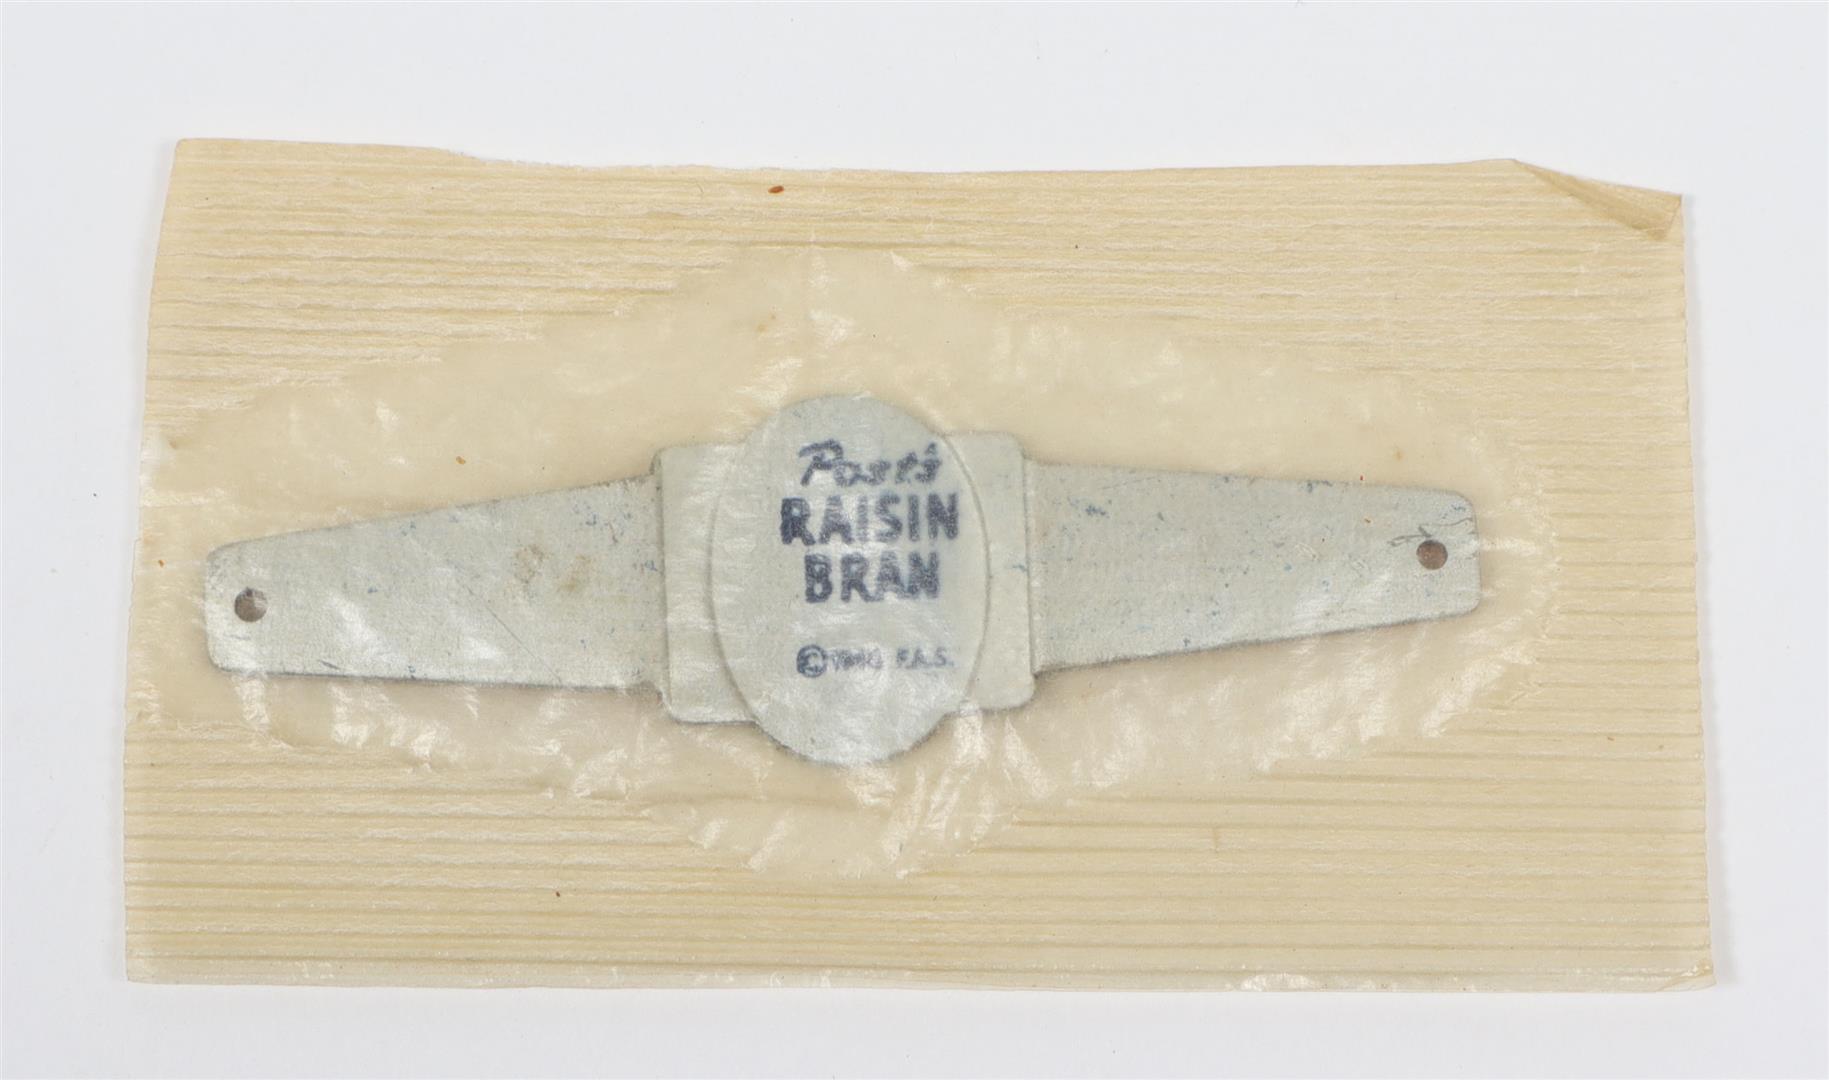 Post's
RAISIN
BRAN
© F.A.S.